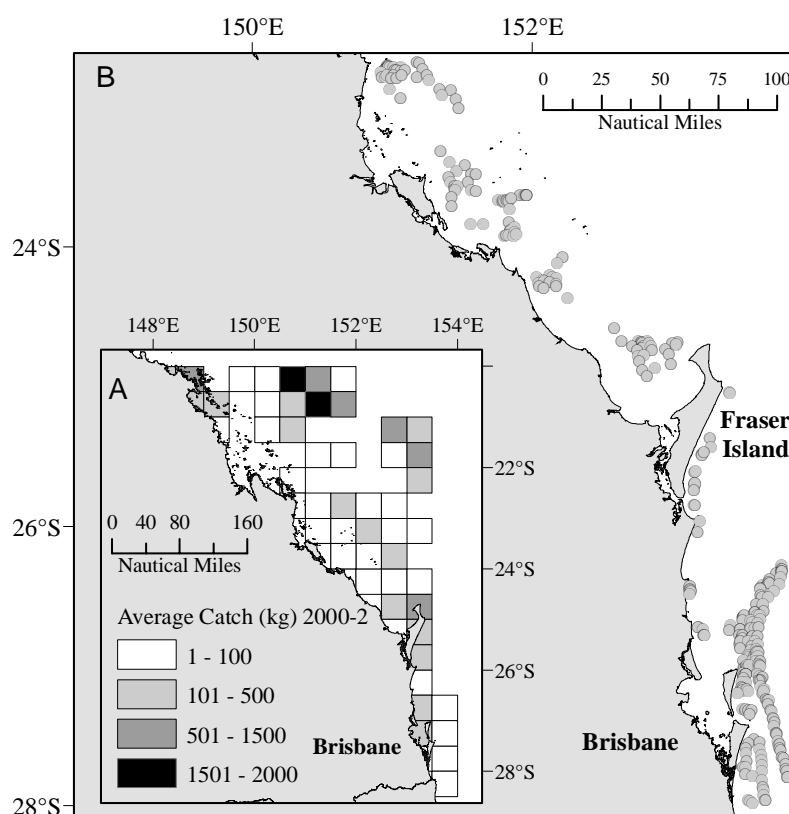 150°E 152°E
B
0 25 50 75 100
Nautical Miles
24°S
148°E 150°E 152°E 154°E
A
Fraser
Island
22°S
26°S
0 40 80 160
Nautical Miles
24°S
Average Catch (kg) 2000-2
1 - 100
101 - 500
26°S
501 - 1500
Brisbane
Brisbane
1501 - 2000
28°S
28°S